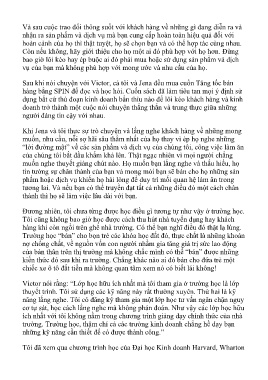 Và sau cuộc trao đổi thông suốt với khách hàng về những gì đang diễn ra và
nhận ra sản phẩm và dịch vụ mà bạn cung cấp hoàn toàn hiệu quả đối với
hoàn cảnh của họ thì thật tuyệt, họ sẽ chọn bạn và có thể hợp tác cùng nhau.
Còn nếu không, hãy giới thiệu cho họ một ai đó phù hợp với họ hơn. Đừng
bao giờ lôi kéo hay ép buộc ai đó phải mua hoặc sử dụng sản phẩm và dịch
vụ của bạn mà không phù hợp với mong ước và nhu cầu của họ.
Sau khi nói chuyện với Victor, cả tôi và Jena đều mua cuốn Tăng tốc bán
hàng bằng SPIN để đọc và học hỏi. Cuốn sách đã làm tiêu tan mọi ý định sử
dụng bất cứ thủ đoạn kinh doanh bẩn thỉu nào để lôi kéo khách hàng và kinh
doanh trở thành một cuộc nói chuyện thẳng thắn và trung thực giữa những
người đáng tin cậy với nhau.
Khi Jena và tôi thực sự trò chuyện và lắng nghe khách hàng về những mong
muốn, nhu cầu, nỗi sợ hãi sâu thẳm nhất của họ thay vì ép họ nghe những
"lời đường mật" về các sản phẩm và dịch vụ của chúng tôi, công việc làm ăn
của chúng tôi bắt đầu khấm khá lên. Thật ngạc nhiên vì mọi người chẳng
muốn nghe thuyết giảng chút nào. Họ muốn bạn lắng nghe và thấu hiểu, họ
tin tưởng sự chân thành của bạn và mong mỏi bạn sẽ bán cho họ những sản
phẩm hoặc dịch vụ khiến họ hài lòng để duy trì mối quan hệ làm ăn trong
tương lai. Và nếu bạn có thể truyền đạt tất cả những điều đó một cách chân
thành thì họ sẽ làm việc lâu dài với bạn.
Đương nhiên, tôi chưa từng được học điều gì tương tự như vậy ở trường học.
Tôi cũng không bao giờ học được cách thu hút nhà tuyển dụng hay khách
hàng khi còn ngồi trên ghế nhà trường. Có thể bạn nghĩ điều đó thật lạ lùng.
Trường học "bán" cho bọn trẻ các khóa học đắt đỏ, thực chất là những khoản
nợ chồng chất, về nguồn vốn con người nhằm gia tăng giá trị sức lao động
của bản thân trên thị trường mà không chắc mình có thể "bán" được những
kiến thức đó sau khi ra trường. Chẳng khác nào ai đó bán cho đứa trẻ một
chiếc xe ô tô đắt tiền mà không quan tâm xem nó có biết lái không!
Victor nói rằng: "Lớp học hữu ích nhất mà tôi tham gia ở trường học là lớp
thuyết trình. Tôi sử dụng các kỹ năng này rất thường xuyên. Thứ hai là kỹ
năng lắng nghe. Tôi có đăng ký tham gia một lớp học tư vấn ngăn chặn nguy
cơ tự sát, học cách lắng nghe mà không phán đoán. Như vậy các lớp học hữu
ích nhất với tôi không nằm trong chương trình giảng dạy chính thức của nhà
trường. Trường học, thậm chí cả các trường kinh doanh chẳng hề dạy bạn
những kỹ năng cần thiết để có được thành công."
Tôi đã xem qua chương trình học của Đại học Kinh doanh Harvard, Wharton